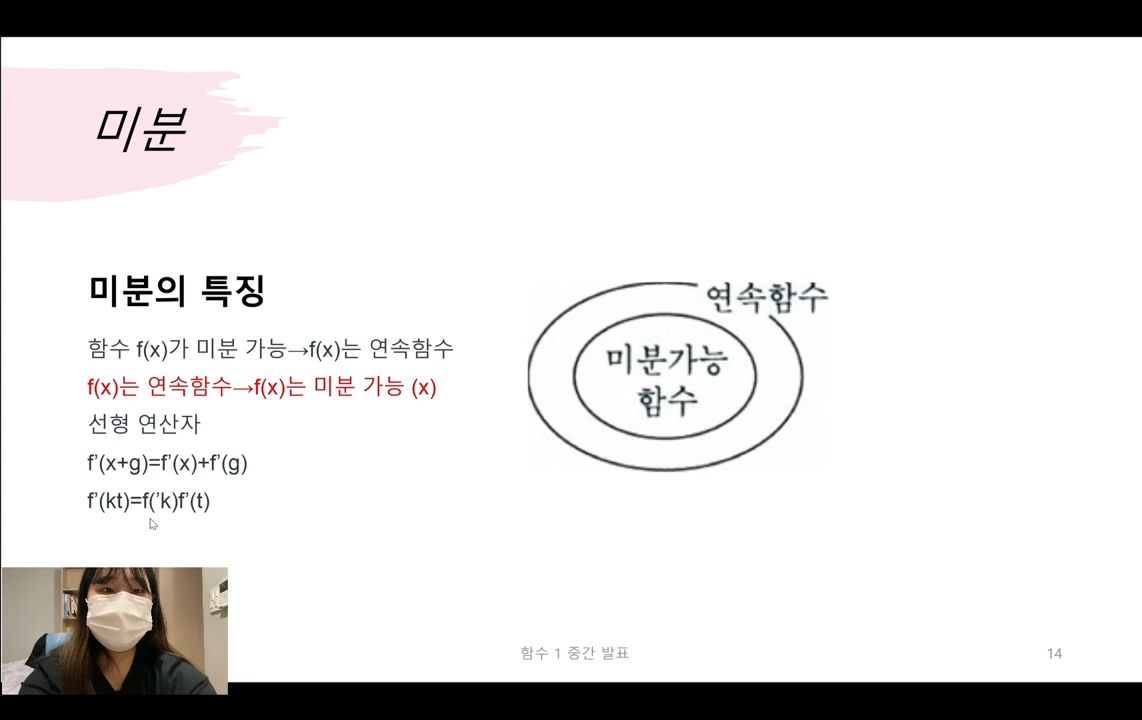 미분
미분의 특징
함수 f(x)가 미분 가능→f(x)는 연속함수
f(x)는 연속함수→f(x)는 미분 가능 (x)
선형 연산자
f’(x+g)=f’(x)+f’(g)
f’(kt)=f(’k)f’(t)
연속함수
미분가능
함수
함수 1 중간 발표
14